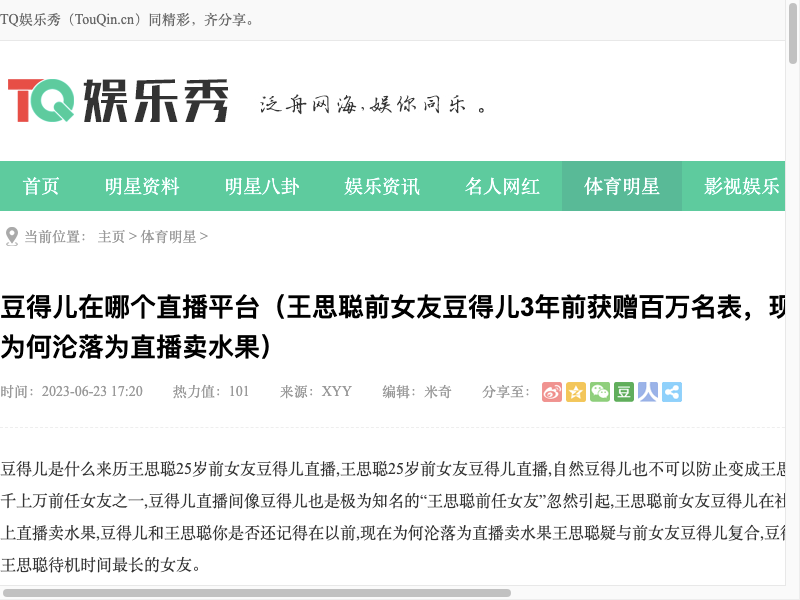 TQ娱乐秀（TouQin.cn）同精彩，齐分享。
TQ娱乐秀 泛舟网海,娱你同乐。
首页 明星资料 明星八卦 娱乐资讯 名人网红 体育明星 影视娱乐
当前位置： 主页 > 体育明星 >
豆得儿在哪个直播平台（王思聪前女友豆得儿3年前获赠百万名表，现
为何沦落为直播卖水果）
时间：2023-06-23 17:20 热力值：101 来源：XYY 编辑：米奇 分享至：
豆得儿是什么来历王思聪25岁前女友豆得儿直播,王思聪25岁前女友豆得儿直播,自然豆得儿也不可以防止变成王思
千上万前任女友之一,豆得儿直播间像豆得儿也是极为知名的“王思聪前任女友”忽然引起,王思聪前女友豆得儿在社
上直播卖水果,豆得儿和王思聪你是否还记得在以前,现在为何沦落为直播卖水果王思聪疑与前女友豆得儿复合,豆得
王思聪待机时间最长的女友。